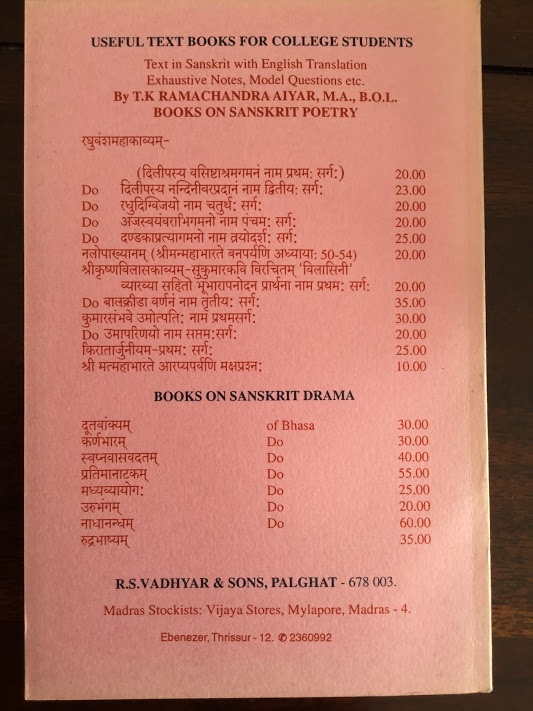 USEFUL TEXT BOOKS FOR COLLEGE STUDENTS
Text in Sanskrit with English Translation
Exhaustive Notes, Model Questions etc.
By T.K RAMACHANDRA AIYAR, M.A., B.O.L.
BOOKS ON SANSKRIT POETRY
रघुवंशमहाकाव्यम्-
(दिलीपस्य वसिष्टाश्रमगमनं नाम प्रथम: सर्ग:) 20.00
Do दिलीपस्य नन्दिनीवरप्रदानं नाम द्वितीय: सर्ग: 23.00
Do रघुदिग्विजयो नाम चतुर्थ: सर्ग: 20.00
Do अजस्वयंवराभिगमनो नाम पंचम: सर्ग: 20.00
Do दण्डकाप्रत्यागमनो नाम त्रयोदर्श: सर्ग: 25.00
नलोपाख्यानम् (श्रीमन्महाभारते वनपर्यणि अध्याया: 50-54) 20.00
श्रीकृष्णविलासकाव्यम्-सुकुमारकवि विरचितम् 'विलासिनी'
व्यारव्या सहितो भूभारापनोदन प्रार्थना नाम प्रथम: सर्ग: 20.00
Do बालक्रीडा वर्णनं नाम तृतीय: सर्ग: 35.00
कुमारसंभवे उमोत्पति: नाम प्रथमसर्ग: 30.00
Do उमापरिणयो नाम सप्तम:सर्ग: 20.00
किरातार्जुनीयम-प्रथम: सर्ग: 25.00
श्री मत्महाभारते आरण्यपर्वणि मक्षप्रश्न: 10.00
BOOKS ON SANSKRIT DRAMA
दूतवांक्यम् of Bhasa 30.00
कर्णभारम् Do 30.00
स्वप्नवासवदतम् Do 40.00
प्रतिमानाटकम् Do 55.00
मध्यव्यायोग: Do 25.00
उरुभंगम् Do 20.00
नाधानन्धम् Do 60.00
रुद्रभाष्यम् 35.00
R.S.VADHYAR & SONS, PALGHAT - 678 003.
Madras Stockists: Vijaya Stores, Mylapore, Madras - 4.
Ebenezer, Thrissur - 12. ✆ 2360992